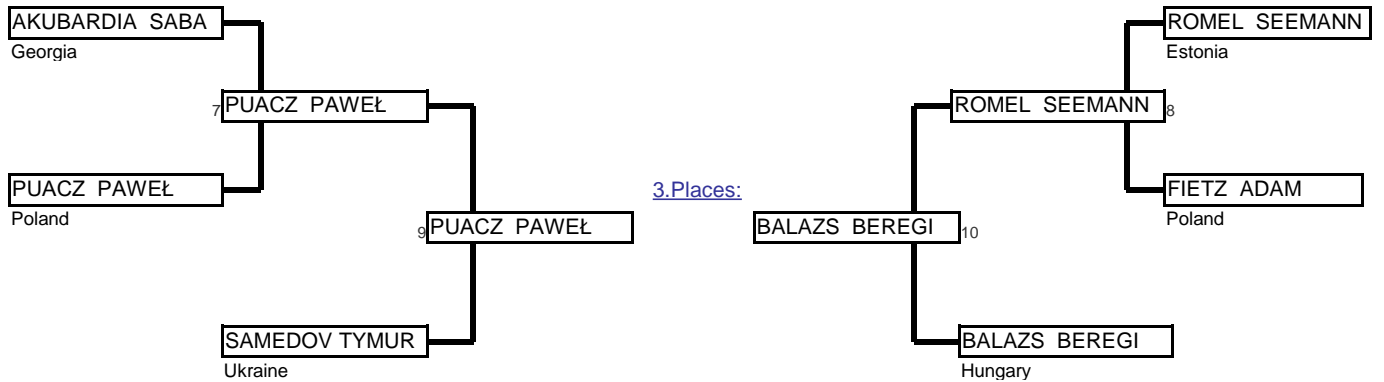 AKUBARDIA SABA
Georgia
7 PUACZ PAWEŁ
PUACZ PAWEŁ
Poland
9 PUACZ PAWEŁ
SAMEDOV TYMUR
Ukraine
3.Places:
ROMEL SEEMANN
Estonia
ROMEL SEEMANN 8
FIETZ ADAM
Poland
BALAZS BEREGI 10
BALAZS BEREGI
Hungary